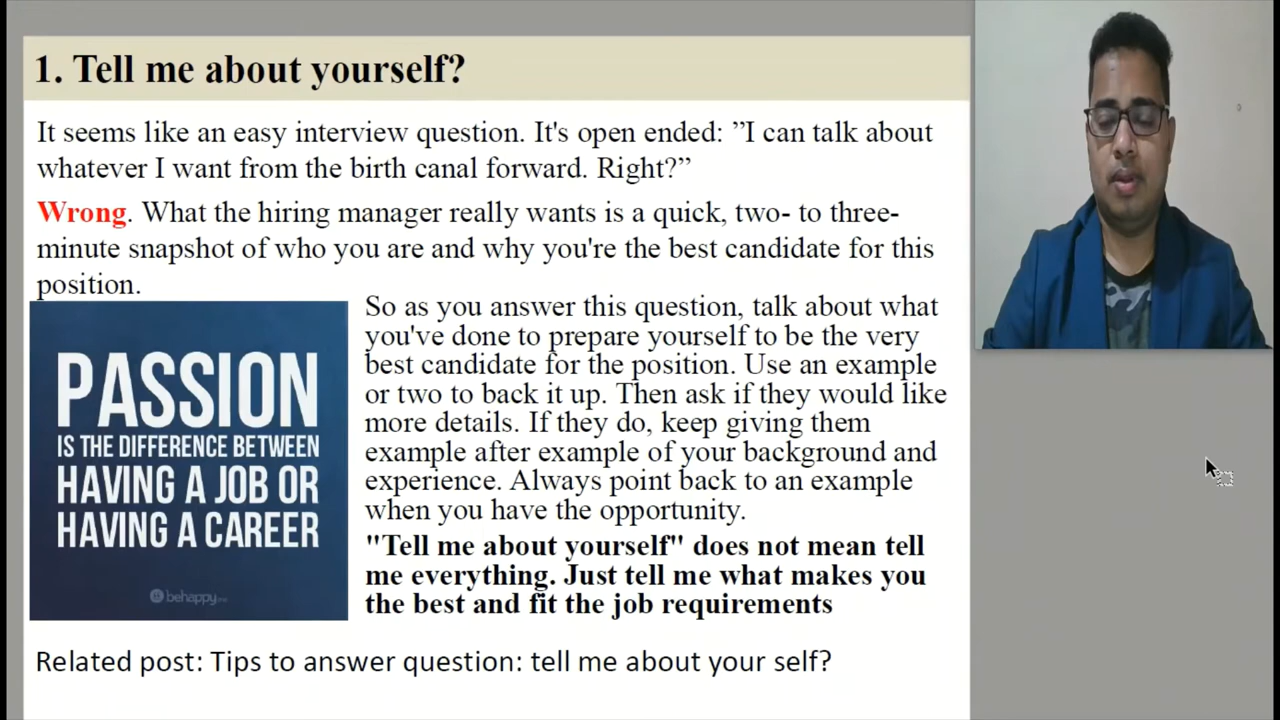 1. Tell me about yourself?
It seems like an easy interview question. It's open ended: ”I can talk about
whatever I want from the birth canal forward. Right?”
Wrong. What the hiring manager really wants is a quick, two- to three-
minute snapshot of who you are and why you're the best candidate for this
position.
So as you answer this question, talk about what
you've done to prepare yourself to be the very
best candidate for the position. Use an example
or two to back it up. Then ask if they would like
more details. If they do, keep giving them
example after example of your background and
experience. Always point back to an example
when you have the opportunity.
"Tell me about yourself" does not mean tell
me everything. Just tell me what makes you
the best and fit the job requirements
PASSION
IS THE DIFFERENCE BETWEEN
HAVING A JOB OR
HAVING A CAREER
behappy
Related post: Tips to answer question: tell me about your self?